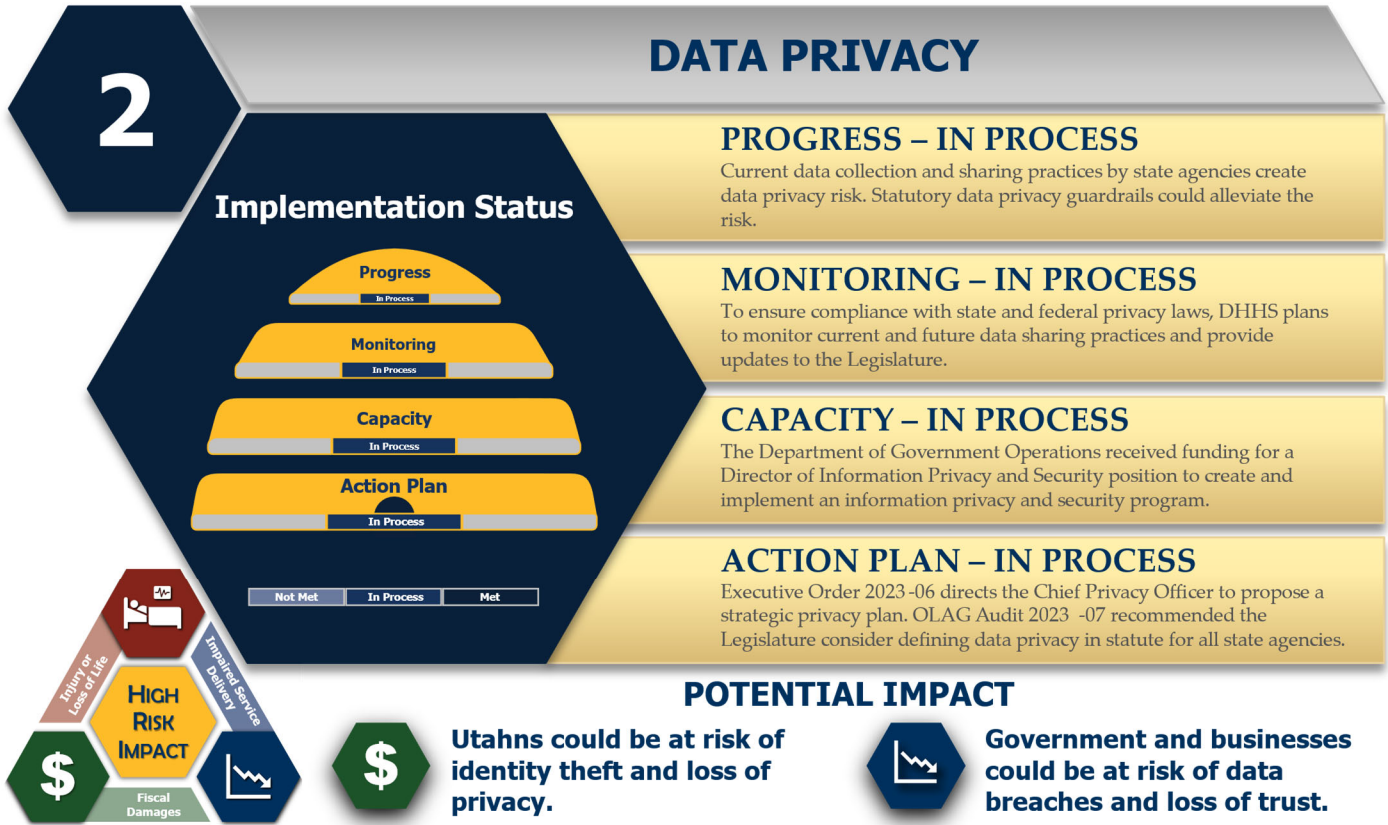 2
DATA PRIVACY
Implementation Status
Progress
In Process
Monitoring
In Process
Capacity
In Process
Action Plan
In Process
Not Met
In Process
Met
PROGRESS – IN PROCESS
Current data collection and sharing practices by state agencies create
data privacy risk. Statutory data privacy guardrails could alleviate the
risk.
MONITORING – IN PROCESS
To ensure compliance with state and federal privacy laws, DHHS plans
to monitor current and future data sharing practices and provide
updates to the Legislature.
CAPACITY – IN PROCESS
The Department of Government Operations received funding for a
Director of Information Privacy and Security position to create and
implement an information privacy and security program.
ACTION PLAN – IN PROCESS
Executive Order 2023-06 directs the Chief Privacy Officer to propose a
strategic privacy plan. OLAG Audit 2023 -07 recommended the
Legislature consider defining data privacy in statute for all state agencies.
Injury or
Loss of Life
Impaired Service
Delivery
HIGH
RISK
IMPACT
$
Fiscal
Damages
POTENTIAL IMPACT
$
Utahns could be at risk of
identity theft and loss of
privacy.
Government and businesses
could be at risk of data
breaches and loss of trust.